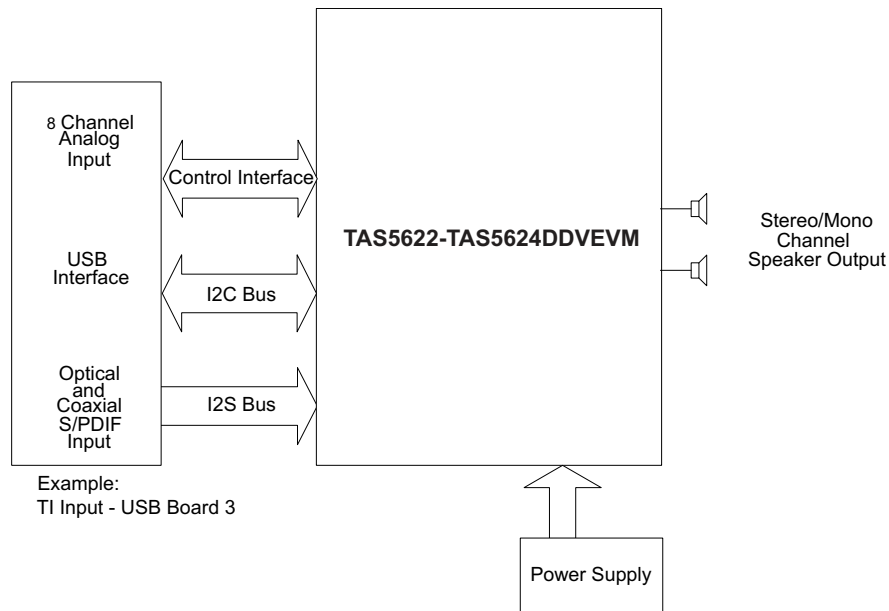 8 Channel
Analog
Input
Control Interface
USB
Interface
I2C Bus
Optical
and
Coaxial
S/PDIF
Input
I2S Bus
TAS5622-TAS5624DDVEVM
Stereo/Mono
Channel
Speaker Output
Example:
TI Input - USB Board 3
Power Supply